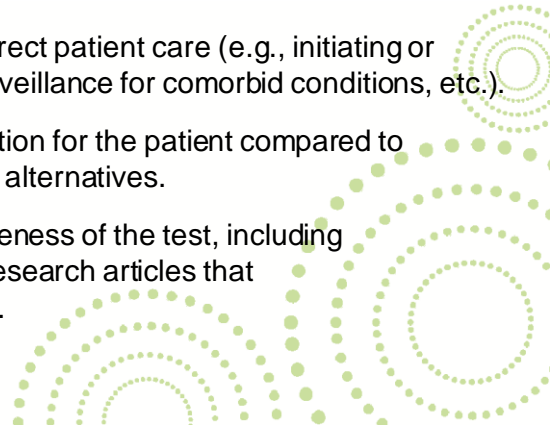 rect patient care (e.g., initiating or
veillance for comorbid conditions, etc.).
tion for the patient compared to
alternatives.
eness of the test, including
esearch articles that
.